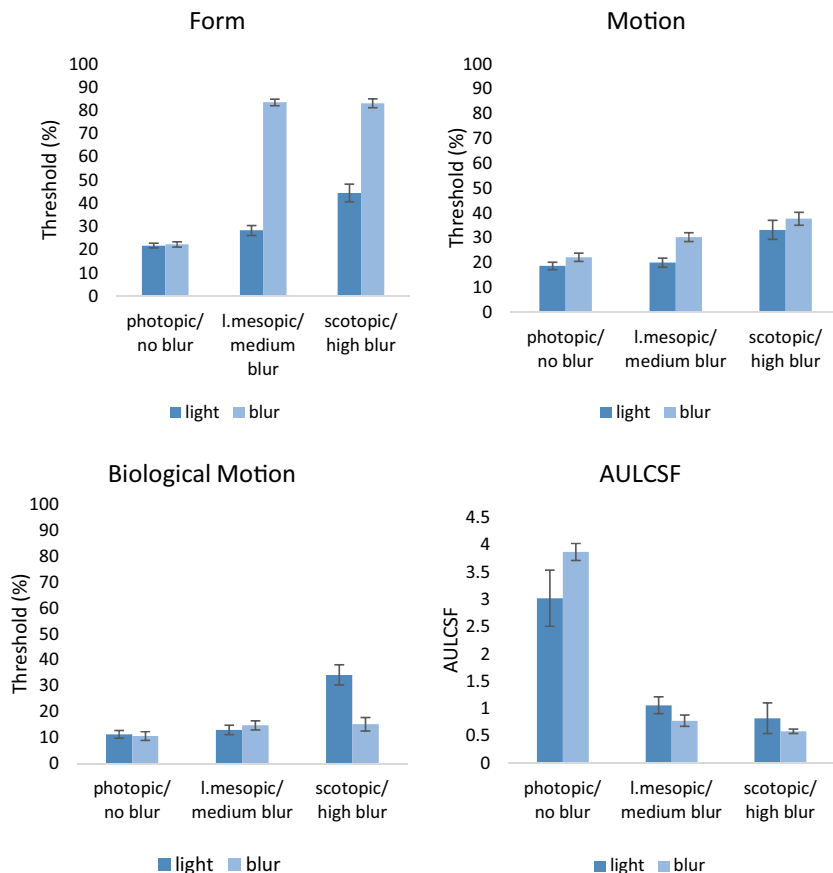 Form
Threshold (%)
100
90
80
70
60
50
40
30
20
10
0
photopic/
no blur
l.mesopic/
medium
blur
scotopic/
high blur
light
blur
Motion
Threshold (%)
100
90
80
70
60
50
40
30
20
10
0
photopic/
no blur
l.mesopic/
medium blur
scotopic/
high blur
light
blur
Biological Motion
Threshold (%)
100
90
80
70
60
50
40
30
20
10
0
photopic/
no blur
l.mesopic/
medium blur
scotopic/
high blur
light
blur
AULCSF
AULCSF
4.5
4
3.5
3
2.5
2
1.5
1
0.5
0
photopic/
no blur
l.mesopic/
medium blur
scotopic/
high blur
light
blur